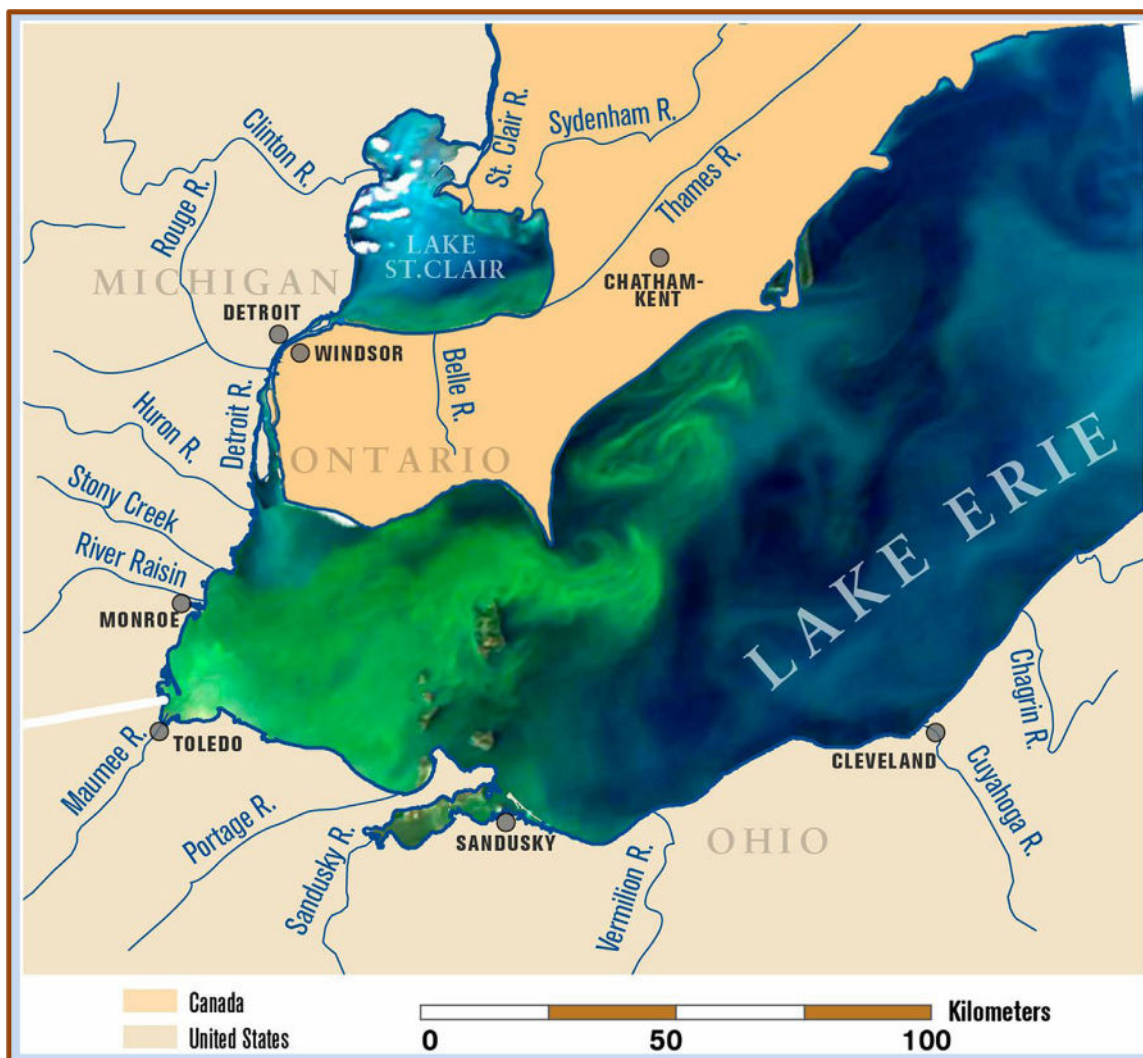 Clinton R.
St. Clair R.
Sydenham R.
Rouge R.
Thames R.
LAKE
ST. CLAIR
MICHIGAN
CHATHAM-
KENT
DETROIT
WINDSOR
Belle R.
Detroit R.
Huron R.
ONTARIO
Stony Creek
River Raisin
MONROE
LAKE ERIE
Chagrin R.
Maumee R.
TOLEDO
CLEVELAND
Cuyahoga R.
Portage R.
Sandusky R.
SANDUSKY
Vermilion R.
OHIO
Canada
United States
0 50 100
Kilometers